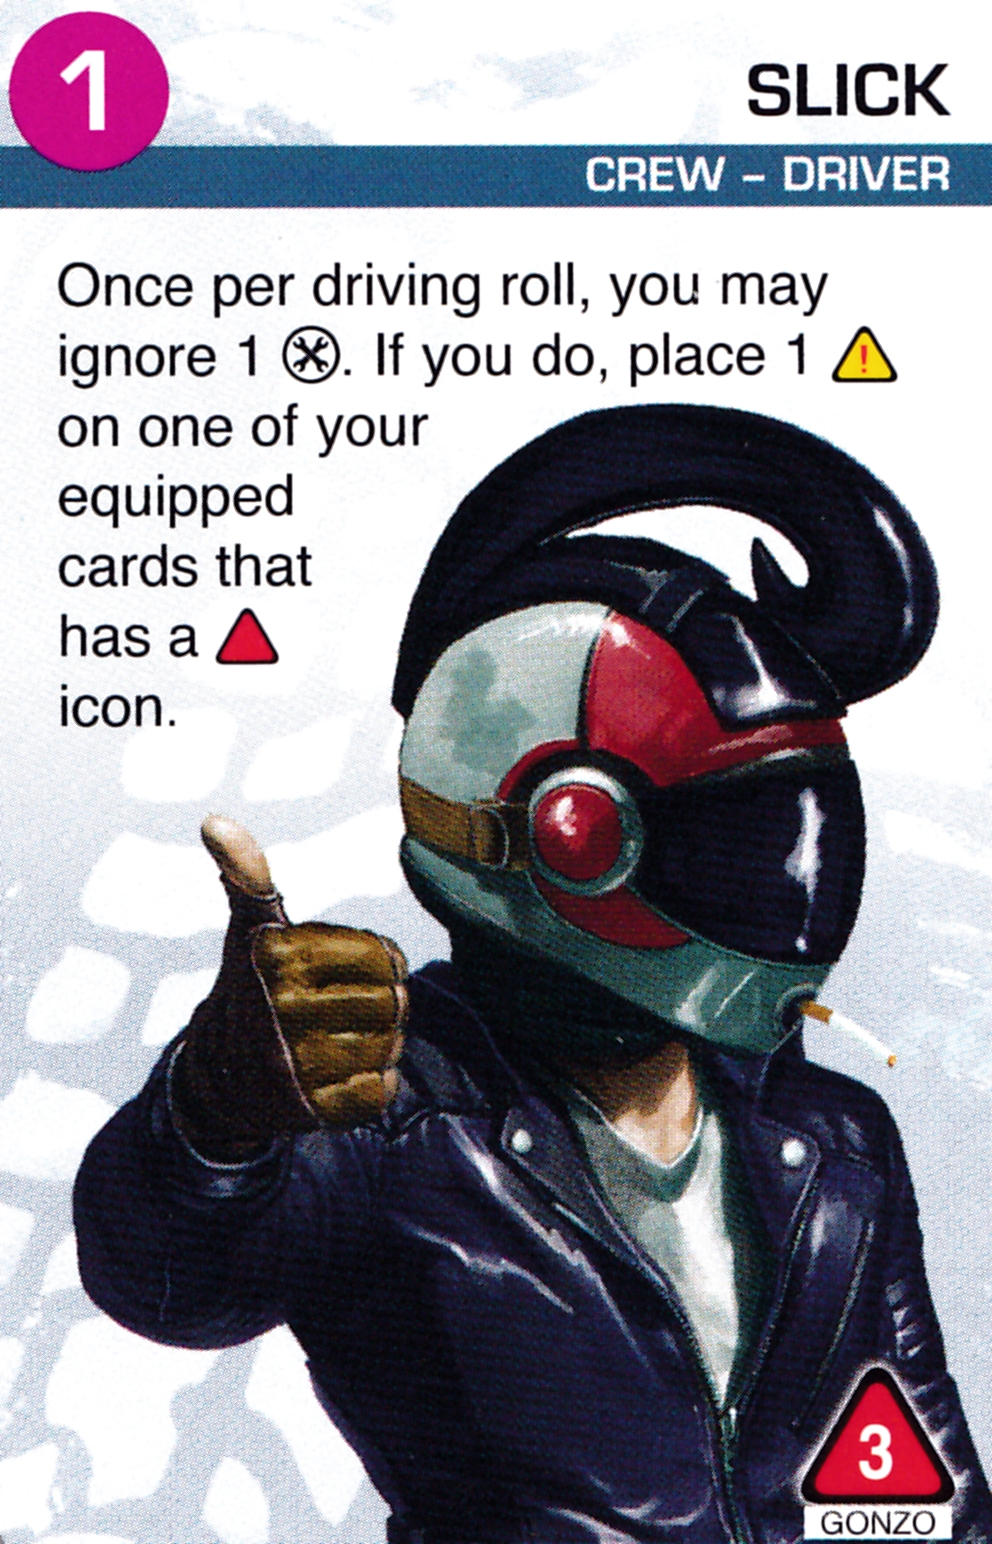 1
SLICK
CREW – DRIVER
Once per driving roll, you may
ignore 1 . If you do, place 1 !
on one of your
equipped
cards that
has a
icon.
3
GONZO